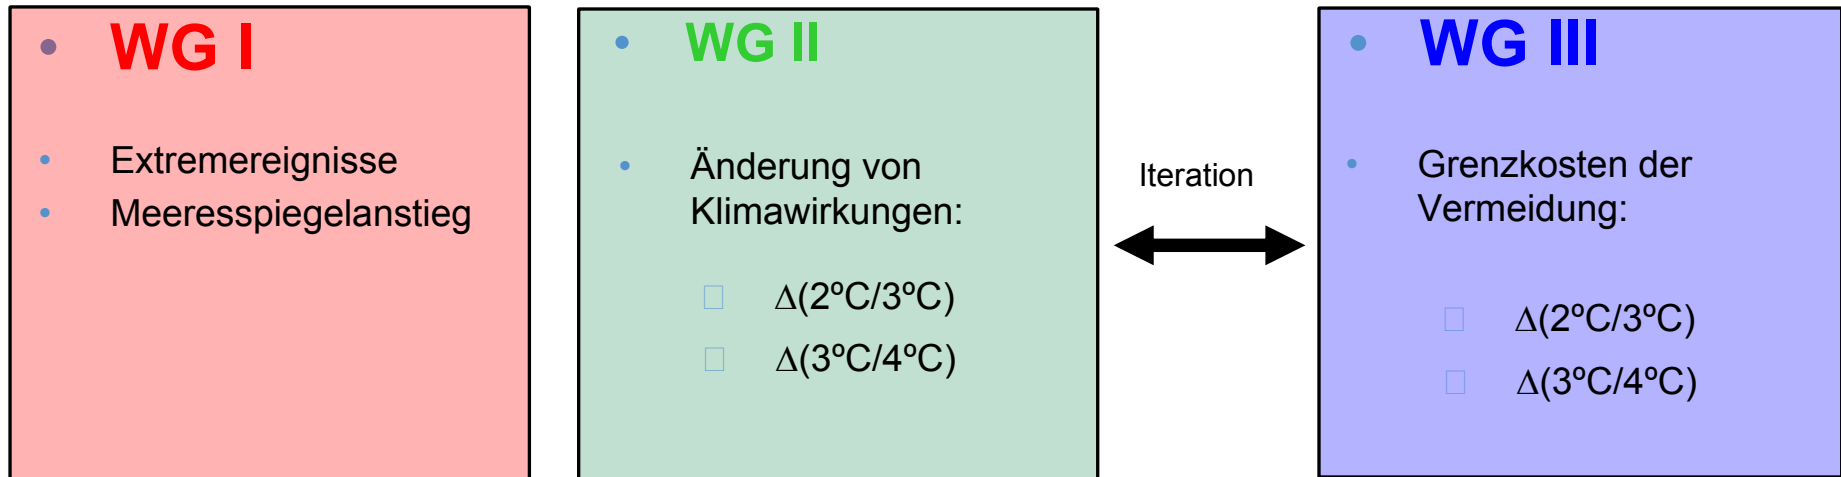 • WG I
• Extremereignisse
• Meeresspiegelanstieg
• WG II
• Änderung von
Klimawirkungen:
Δ(2ºC/3ºC)
Δ(3ºC/4ºC)
Iteration
• WG III
• Grenzkosten der
Vermeidung:
Δ(2ºC/3ºC)
Δ(3ºC/4ºC)